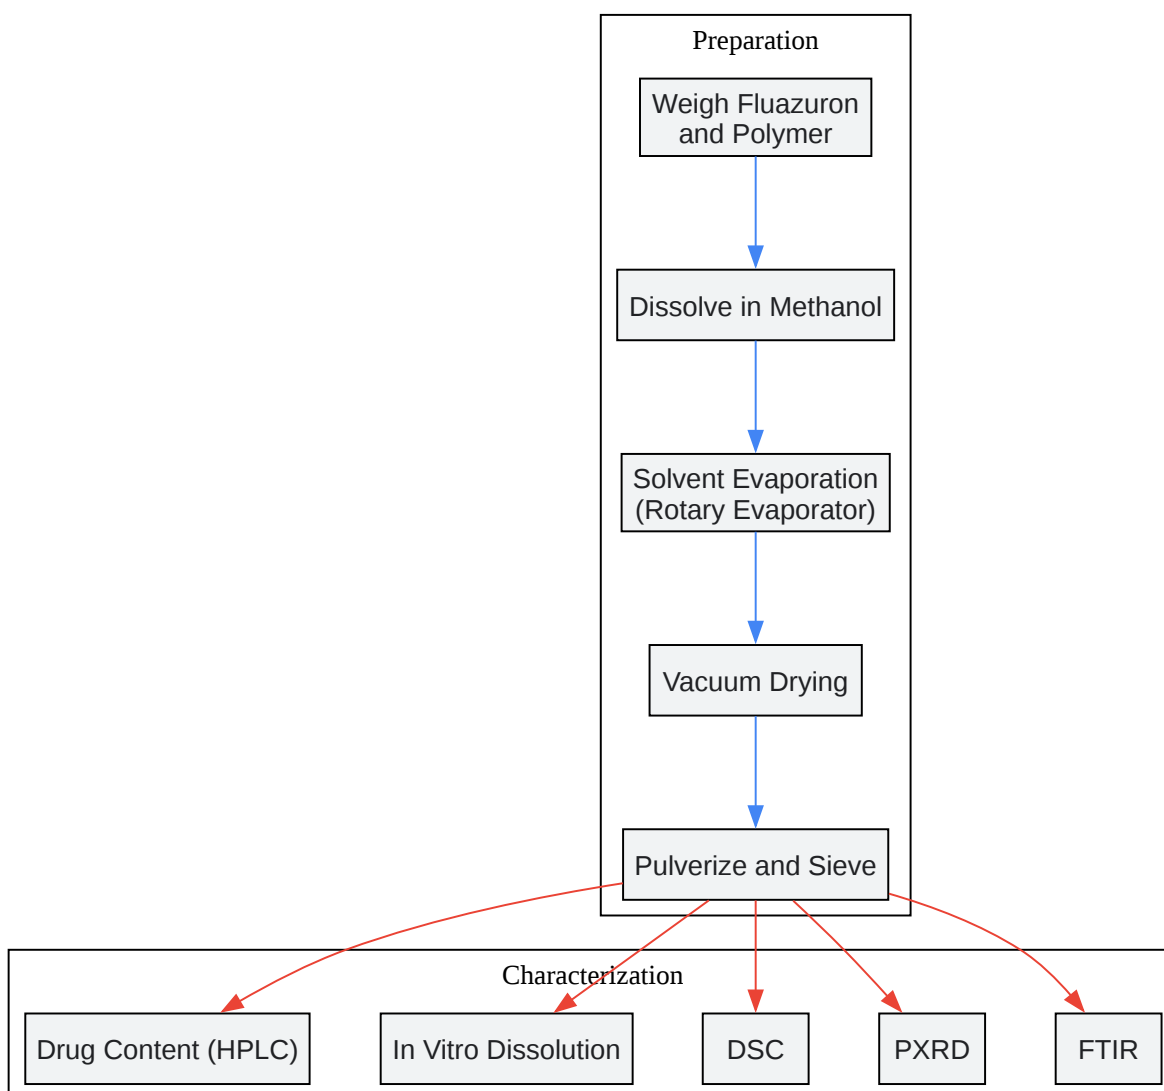 Preparation
Weigh Fluazuron
and Polymer
Dissolve in Methanol
Solvent Evaporation
(Rotary Evaporator)
Vacuum Drying
Pulverize and Sieve
Characterization
Drug Content (HPLC)
In Vitro Dissolution
DSC
PXRD
FTIR